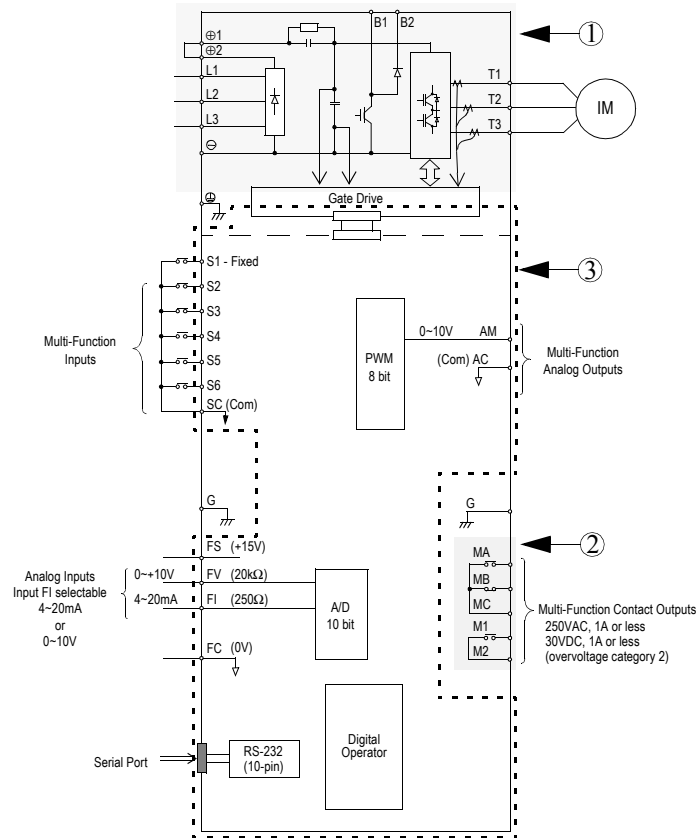 B1 B2
⊕1
⊕2
①
L1
L2
L3
⊖
T1
T2
T3
IM
Gate Drive
③
S1 - Fixed
S2
S3
S4
S5
S6
SC (Com)
Multi-Function
Inputs
PWM
8 bit
0~10V AM
(Com) AC
Multi-Function
Analog Outputs
G
G
②
FS (+15V)
FV (20kΩ)
FI (250Ω)
FC (0V)
0~+10V
4~20mA
Analog Inputs
Input FI selectable
4~20mA
or
0~10V
A/D
10 bit
MA
MB
MC
M1
M2
Multi-Function Contact Outputs
250VAC, 1A or less
30VDC, 1A or less
(overvoltage category 2)
Digital
Operator
Serial Port
RS-232
(10-pin)